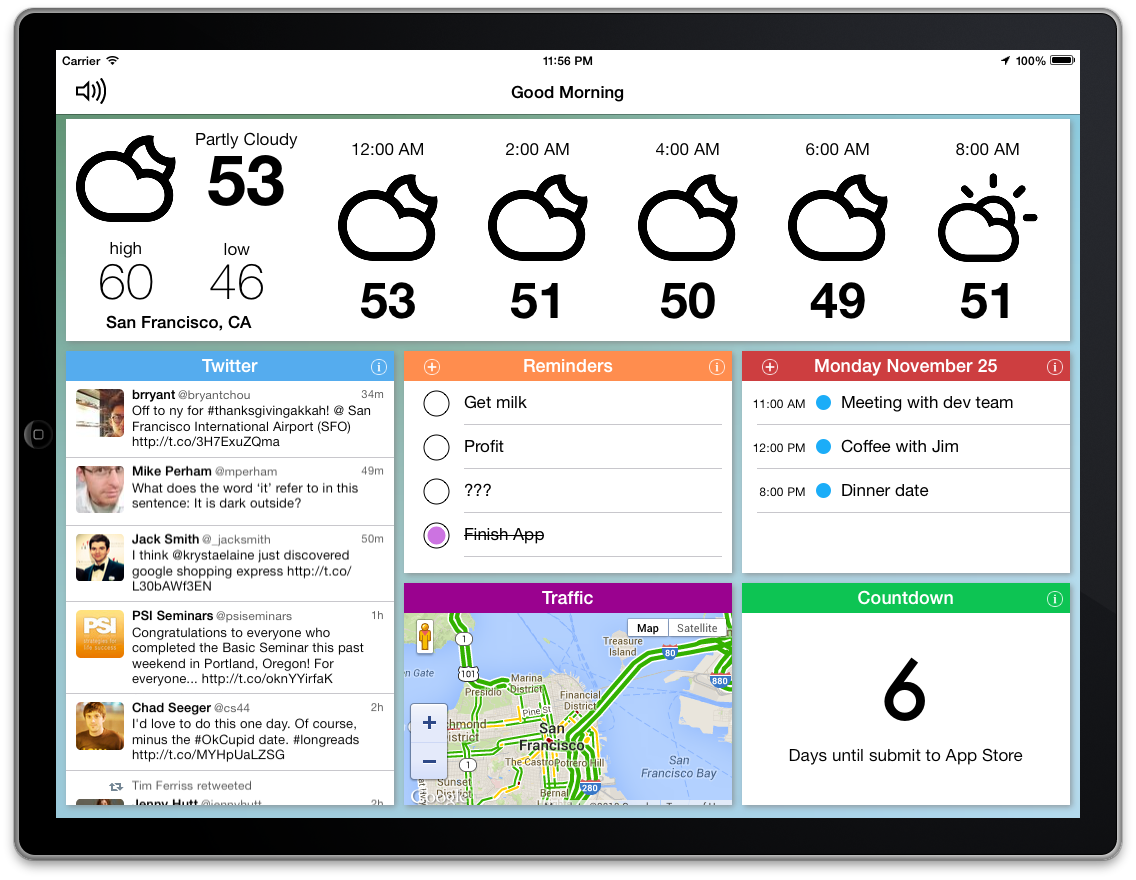 Carrier
11:56 PM
100%
Good Morning
Partly Cloudy
53
high
60
low
46
San Francisco, CA
12:00 AM
53
2:00 AM
51
4:00 AM
50
6:00 AM
49
8:00 AM
51
Twitter
brryant @bryantchou 34m
Off to ny for #thanksgivingakkah! @ San
Francisco International Airport (SFO)
http://t.co/3H7ExuZQma
Mike Perham @mperham 49m
What does the word ‘it’ refer to in this
sentence: It is dark outside?
Jack Smith @_jacksmith 50m
I think @krystaelaine just discovered
google shopping express http://t.co/
L30bAWf3EN
PSI
PSI Seminars @psiseminars 1h
Congratulations to everyone who
completed the Basic Seminar this past
weekend in Portland, Oregon! For
everyone... http://t.co/oknYYirfaK
Chad Seeger @cs44 2h
I'd love to do this one day. Of course,
minus the #OkCupid date. #longreads
http://t.co/MYHpUaLZSG
Tim Ferriss retweeted
Jenny Hutt @jennyhutt 2h
Reminders
Get milk
Profit
???
Finish App
Monday November 25
11:00 AM Meeting with dev team
12:00 PM Coffee with Jim
8:00 PM Dinner date
Traffic
Map Satellite
1
Treasure
Island
80
en Gate
101
880
Marina
District
Presidio
Financial
District
Pine St
+
hmond
District
San
Francisco
−
1
The Castro
Potrero Hill
San Francisco Bay
Sunset
District
280
Bernal
Google
Countdown
6
Days until submit to App Store